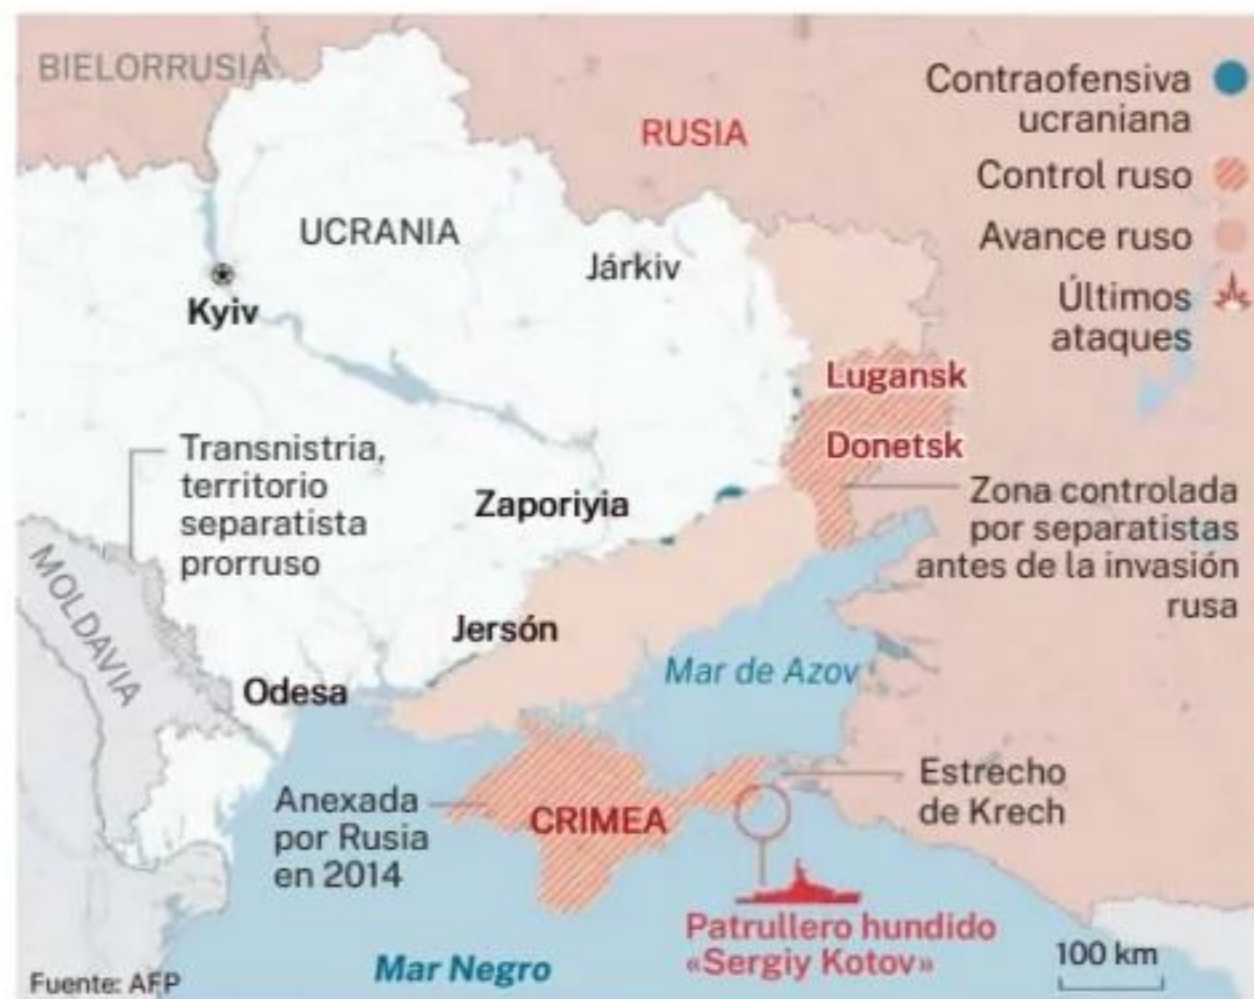 BIELORRUSIA
RUSIA
UCRANIA
Járkiv
Kyiv
Contraofensiva
ucraniana
Control ruso
Avance ruso
Últimos
ataques
Lugansk
Donetsk
Transnistria,
territorio
separatista
prorruso
Zaporiyia
Zona controlada
por separatistas
antes de la invasión
rusa
MOLDAVIA
Jersón
Odesa
Mar de Azov
Anexada
por Rusia
en 2014
CRIMEA
Estrecho
de Krech
Patrullero hundido
«Sergiy Kotov»
Mar Negro
100 km
Fuente: AFP